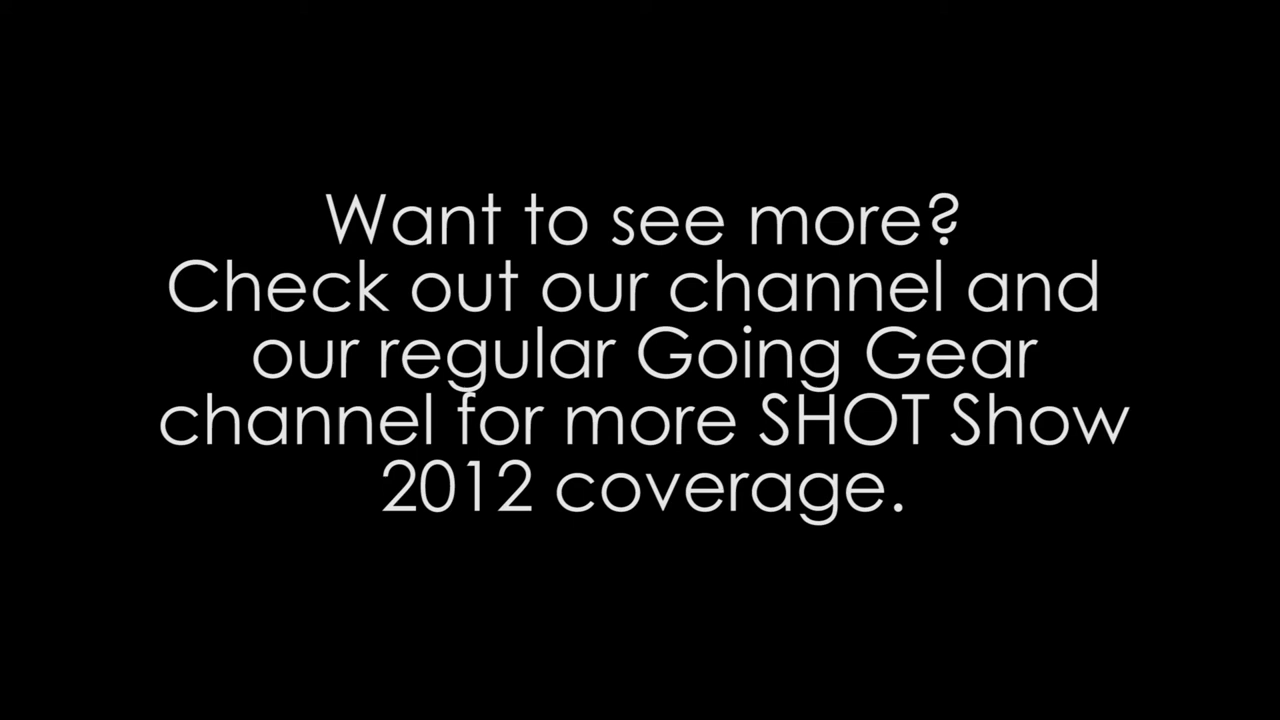 Want to see more?
Check out our channel and
our regular Going Gear
channel for more SHOT Show
2012 coverage.